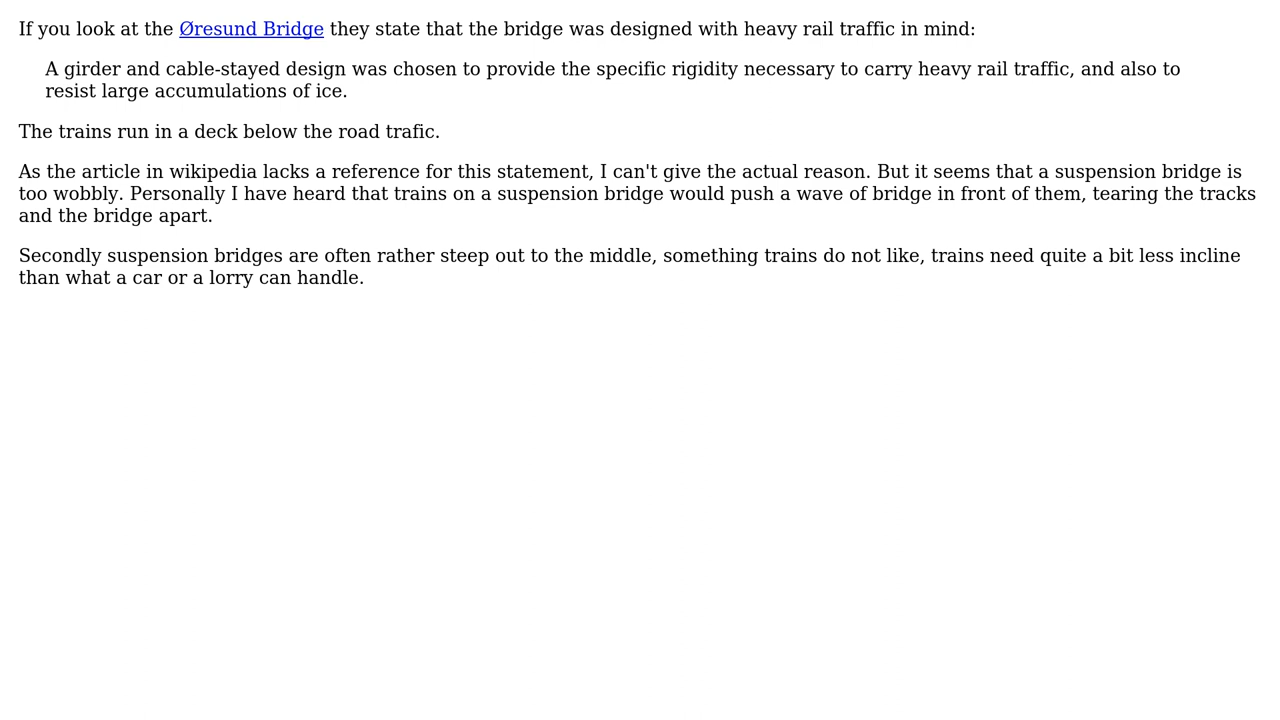 If you look at the Øresund Bridge they state that the bridge was designed with heavy rail traffic in mind:
A girder and cable-stayed design was chosen to provide the specific rigidity necessary to carry heavy rail traffic, and also to
resist large accumulations of ice.
The trains run in a deck below the road trafic.
As the article in wikipedia lacks a reference for this statement, I can't give the actual reason. But it seems that a suspension bridge is
too wobbly. Personally I have heard that trains on a suspension bridge would push a wave of bridge in front of them, tearing the tracks
and the bridge apart.
Secondly suspension bridges are often rather steep out to the middle, something trains do not like, trains need quite a bit less incline
than what a car or a lorry can handle.